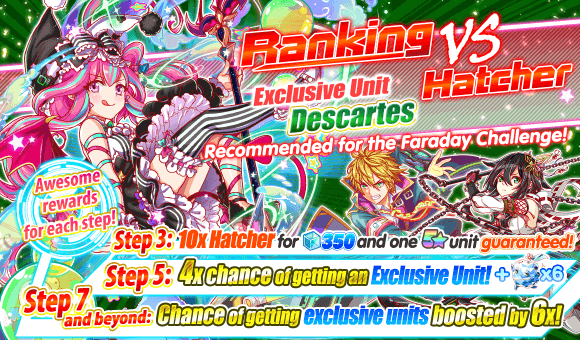 Ranking VS
Hatcher
Exclusive Unit
Descartes
Recommended for the Faraday Challenge!
Awesome
rewards
for each step!
Step 3: 10x Hatcher for 350 and one 5★ unit guaranteed!
Step 5: 4x chance of getting an Exclusive Unit! + x6
Step 7
and beyond: Chance of getting exclusive units boosted by 6x!